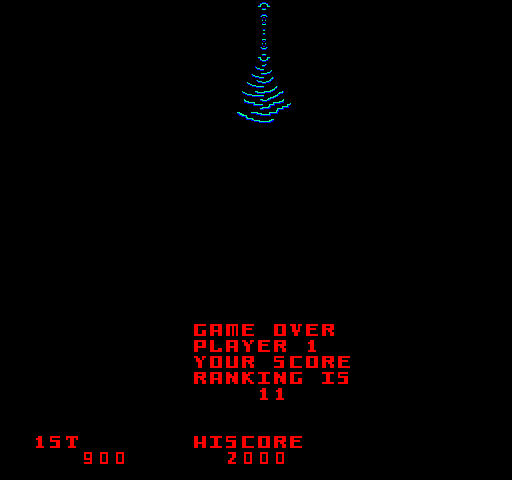 GAME OVER
PLAYER 1
YOUR SCORE
RANKING IS
11
1ST HISCORE
900 2000